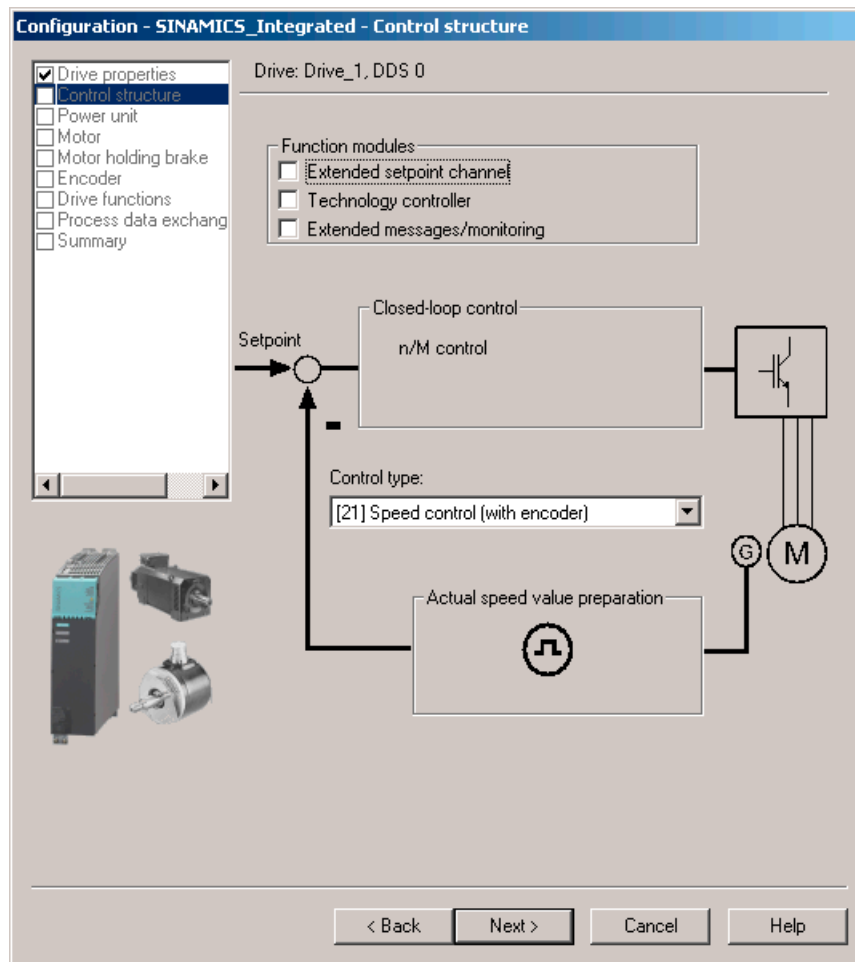 Configuration - SINAMICS_Integrated - Control structure
Drive properties
Control structure
Power unit
Motor
Motor holding brake
Encoder
Drive functions
Process data exchang
Summary
Drive: Drive_1, DDS 0
Function modules
Extended setpoint channel
Technology controller
Extended messages/monitoring
Closed-loop control
n/M control
Setpoint
Control type:
[21] Speed control (with encoder)
G
M
Actual speed value preparation
< Back
Next >
Cancel
Help